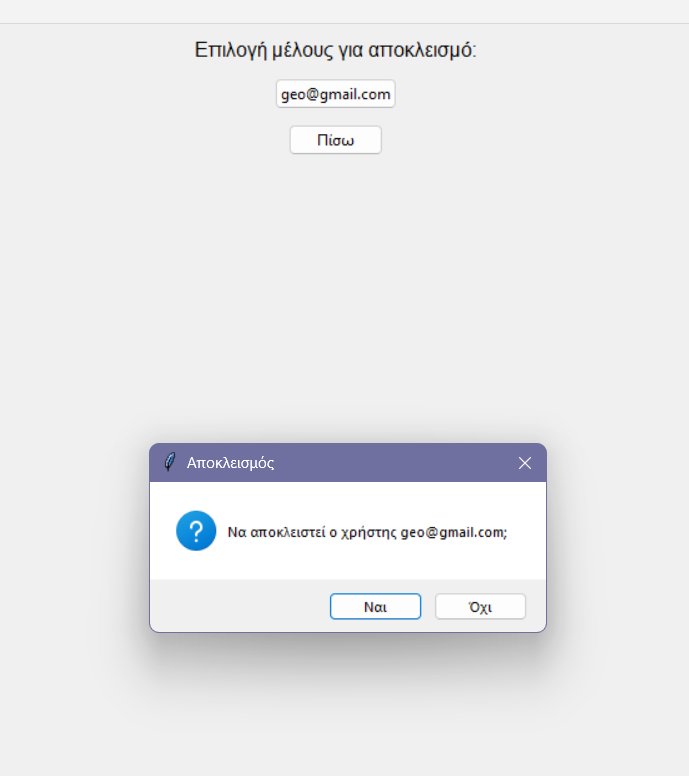 Επιλογή μέλους για αποκλεισμό:
geo@gmail.com
Πίσω
Αποκλεισμός
Να αποκλειστεί ο χρήστης geo@gmail.com;
Ναι Όχι